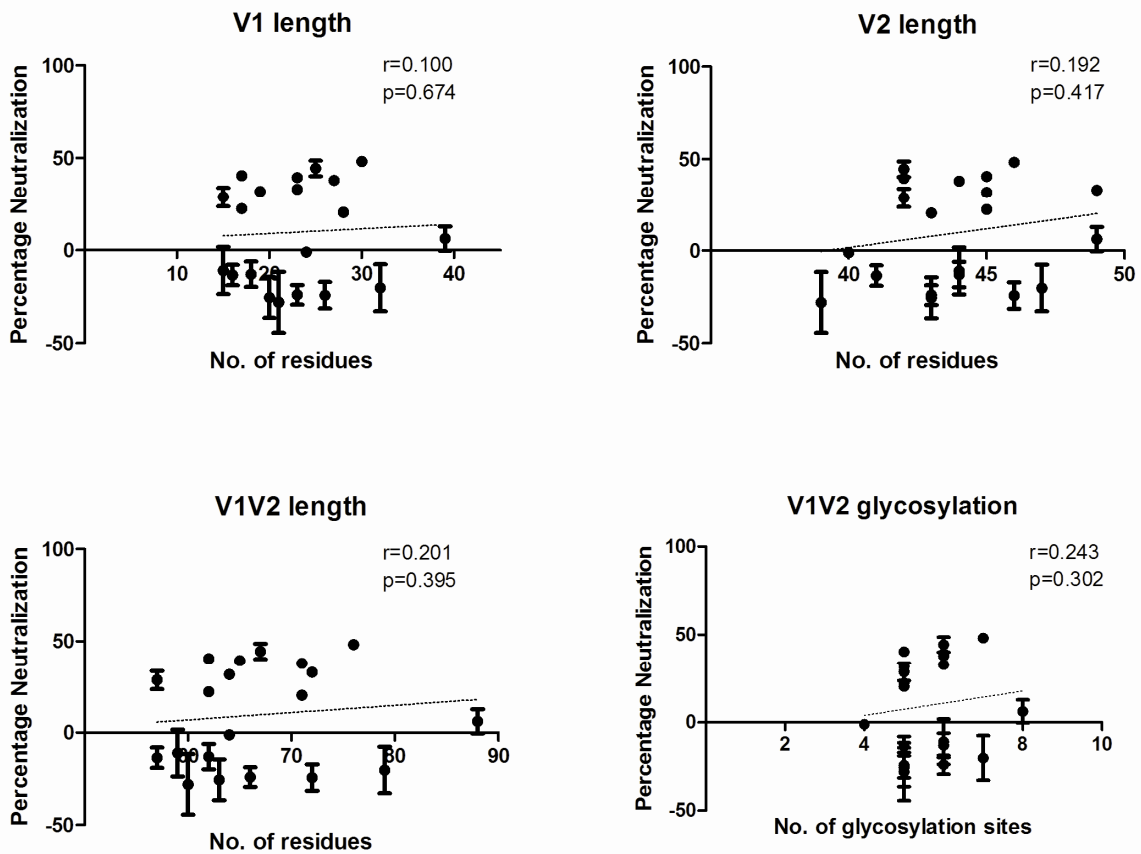 V1 length
r=0.100
p=0.674
Percentage Neutralization
100
50
0
-50
10 20 30 40
No. of residues
V2 length
r=0.192
p=0.417
Percentage Neutralization
100
50
0
-50
40 45 50
No. of residues
V1V2 length
r=0.201
p=0.395
Percentage Neutralization
100
50
0
-50
60 70 80 90
No. of residues
V1V2 glycosylation
r=0.243
p=0.302
Percentage Neutralization
100
50
0
-50
2 4 6 8 10
No. of glycosylation sites